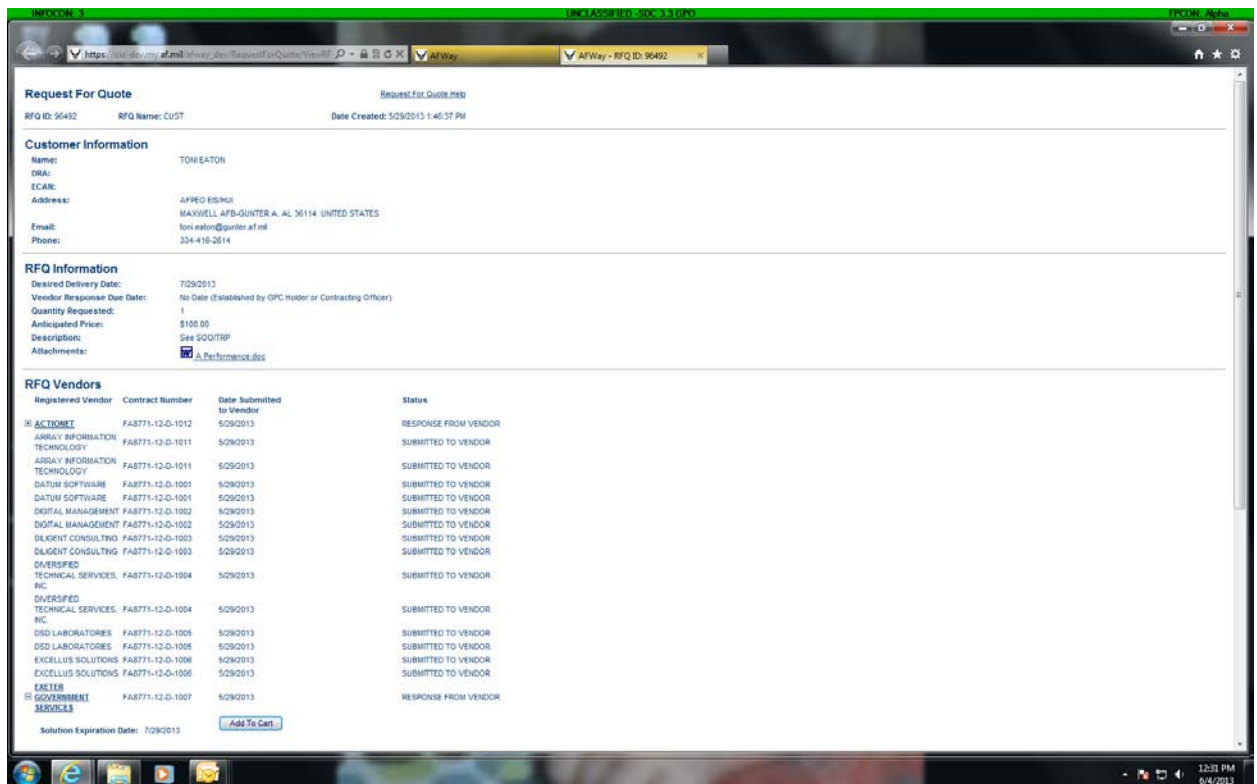 INFOCON: 3 UNCLASSIFIED -SDC 3.3 GPO FPCON: Alpha
AFWay AFWay - RFQ ID: 96492
Request For Quote Request For Quote Help
RFQ ID: 96492 RFQ Name: CUST Date Created: 5/29/2013 1:46:37 PM
Customer Information
Name: TONI EATON
DRA:
ECAN:
Address: AFPEO EIS/HIJI
MAXWELL AFB-GUNTER A, AL 36114 UNITED STATES
Email: toni.eaton@gunter.af.mil
Phone: 334-416-2614
RFQ Information
Desired Delivery Date: 7/29/2013
Vendor Response Due Date: No Date (Established by GPC Holder or Contracting Officer)
Quantity Requested: 1
Anticipated Price: $100.00
Description: See SOO/TRP
Attachments: A Performance.doc
RFQ Vendors
Registered Vendor Contract Number Date Submitted to Vendor Status
ACTIONET FA8771-12-D-1012 5/29/2013 RESPONSE FROM VENDOR
ARRAY INFORMATION TECHNOLOGY FA8771-12-D-1011 5/29/2013 SUBMITTED TO VENDOR
ARRAY INFORMATION TECHNOLOGY FA8771-12-D-1011 5/29/2013 SUBMITTED TO VENDOR
DATUM SOFTWARE FA8771-12-D-1001 5/29/2013 SUBMITTED TO VENDOR
DATUM SOFTWARE FA8771-12-D-1001 5/29/2013 SUBMITTED TO VENDOR
DIGITAL MANAGEMENT FA8771-12-D-1002 5/29/2013 SUBMITTED TO VENDOR
DIGITAL MANAGEMENT FA8771-12-D-1002 5/29/2013 SUBMITTED TO VENDOR
DILIGENT CONSULTING FA8771-12-D-1003 5/29/2013 SUBMITTED TO VENDOR
DILIGENT CONSULTING FA8771-12-D-1003 5/29/2013 SUBMITTED TO VENDOR
DIVERSIFIED TECHNICAL SERVICES, INC. FA8771-12-D-1004 5/29/2013 SUBMITTED TO VENDOR
DIVERSIFIED TECHNICAL SERVICES, INC. FA8771-12-D-1004 5/29/2013 SUBMITTED TO VENDOR
DSD LABORATORIES FA8771-12-D-1005 5/29/2013 SUBMITTED TO VENDOR
DSD LABORATORIES FA8771-12-D-1005 5/29/2013 SUBMITTED TO VENDOR
EXCELLUS SOLUTIONS FA8771-12-D-1006 5/29/2013 SUBMITTED TO VENDOR
EXCELLUS SOLUTIONS FA8771-12-D-1006 5/29/2013 SUBMITTED TO VENDOR
EXETER GOVERNMENT SERVICES FA8771-12-D-1007 5/29/2013 RESPONSE FROM VENDOR
Solution Expiration Date: 7/29/2013 Add To Cart
12:31 PM
6/4/2013